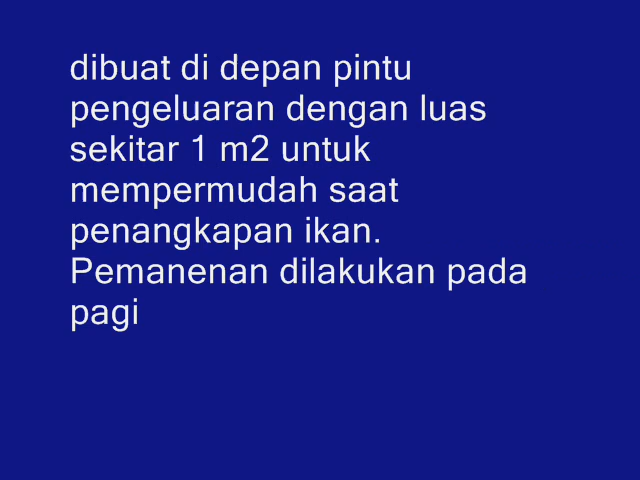 dibuat di depan pintu
pengeluaran dengan luas
sekitar 1 m2 untuk
mempermudah saat
penangkapan ikan.
Pemanenan dilakukan pada
pagi